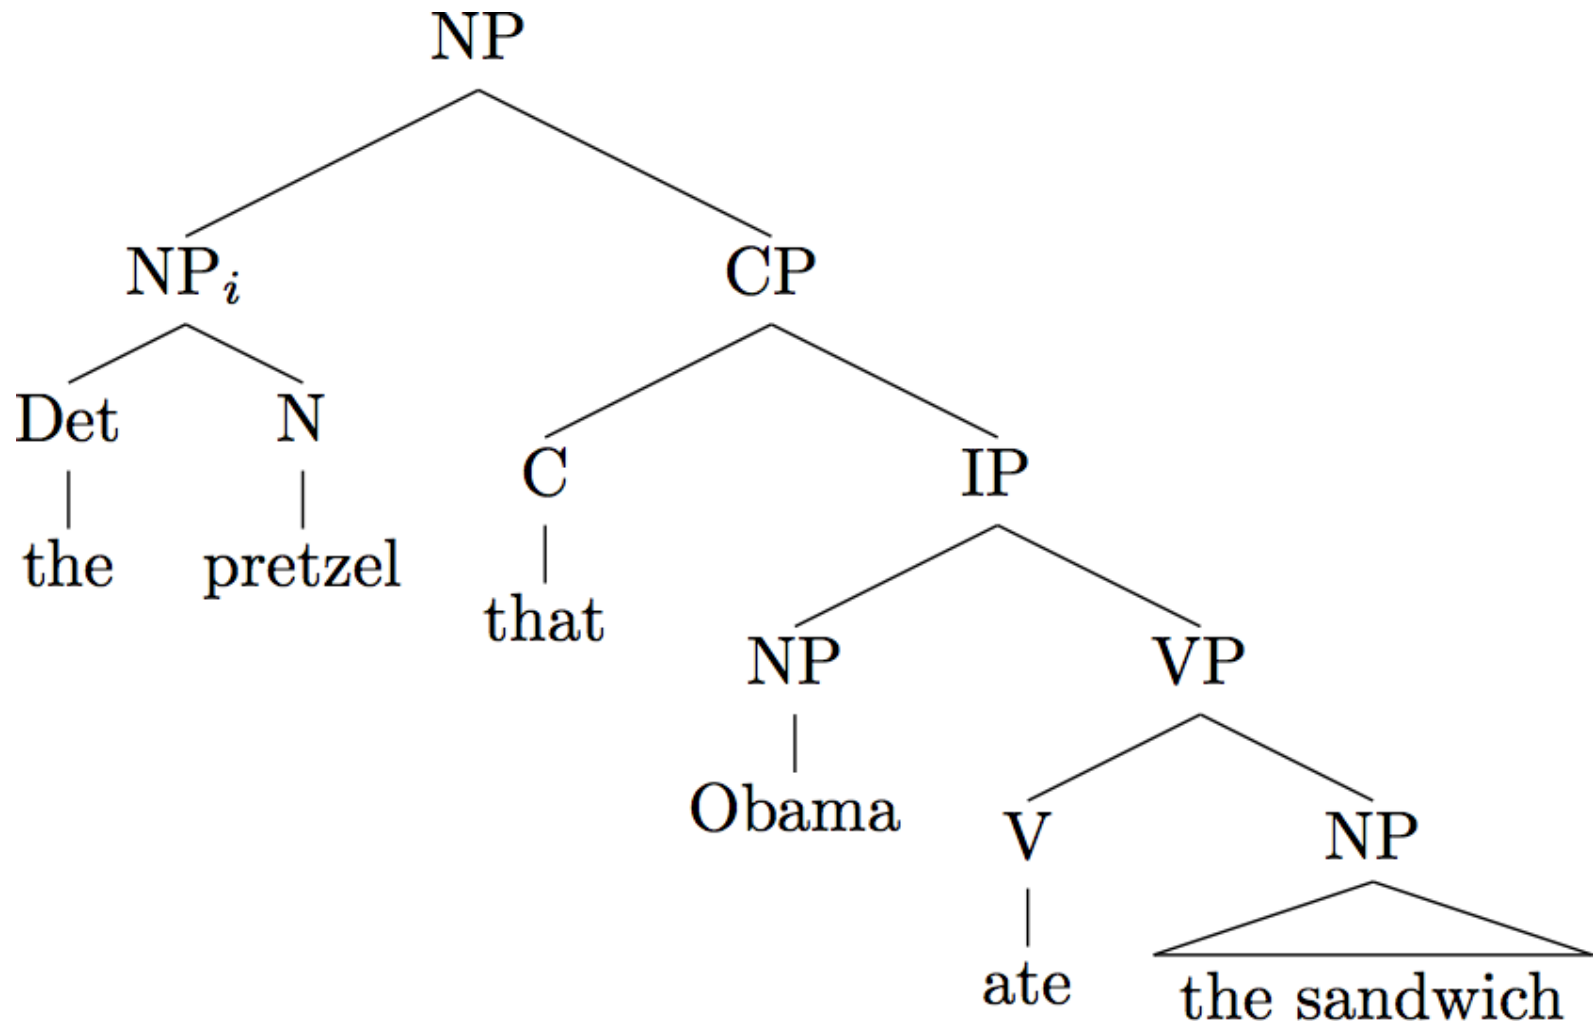 NP
NPᵢ CP
Det N C IP
the pretzel that NP VP
Obama V NP
ate the sandwich